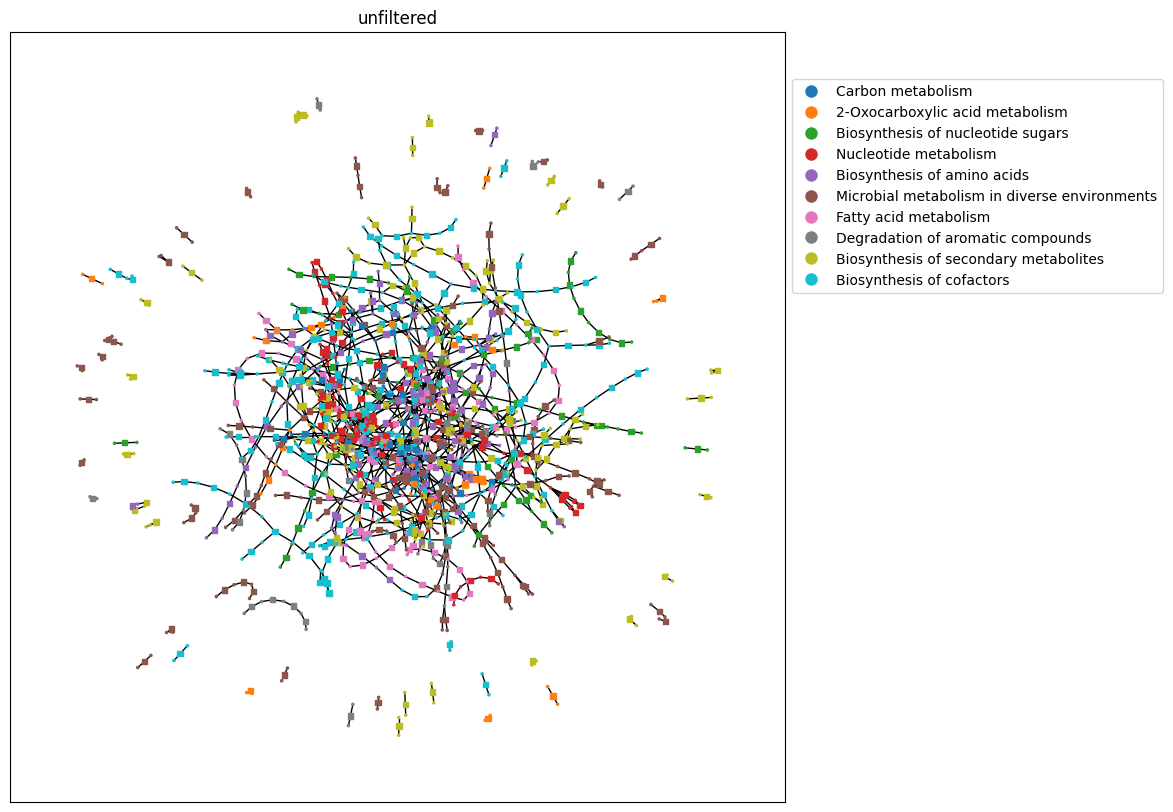 unfiltered
Carbon metabolism
2-Oxocarboxylic acid metabolism
Biosynthesis of nucleotide sugars
Nucleotide metabolism
Biosynthesis of amino acids
Microbial metabolism in diverse environments
Fatty acid metabolism
Degradation of aromatic compounds
Biosynthesis of secondary metabolites
Biosynthesis of cofactors